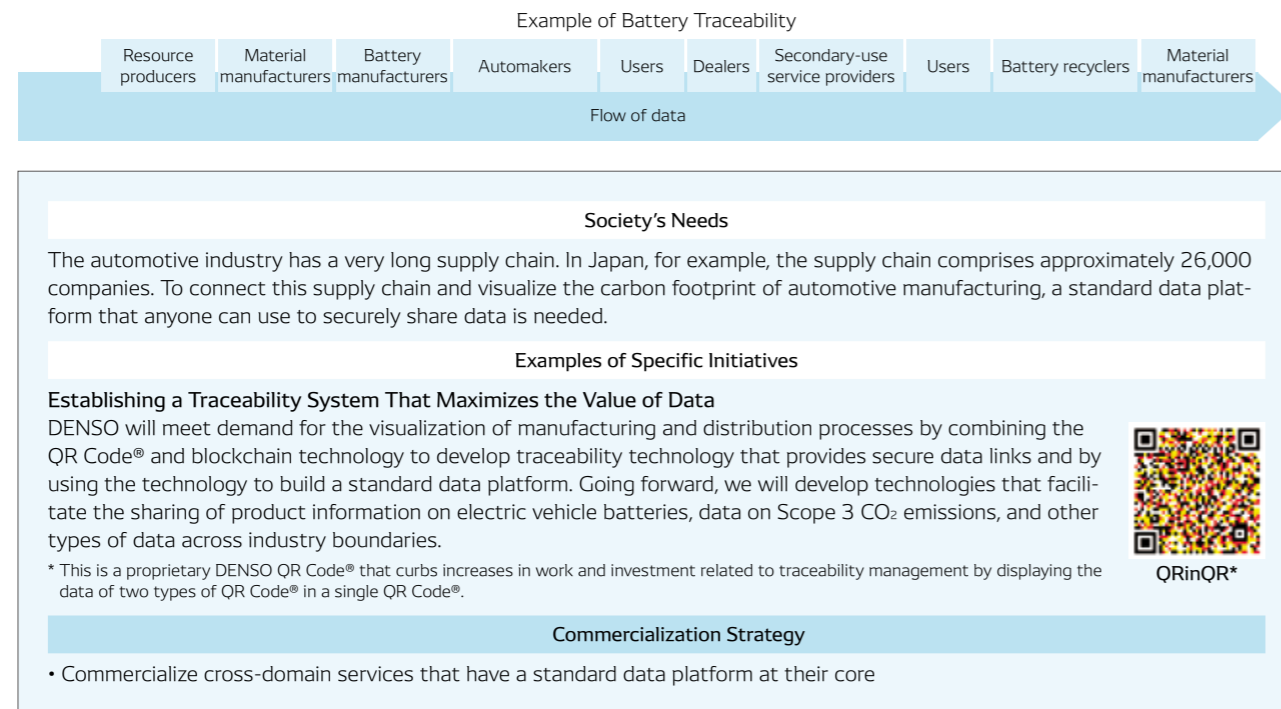 Example of Battery Traceability
Resource producers
Material manufacturers
Battery manufacturers
Automakers
Users
Dealers
Secondary-use service providers
Users
Battery recyclers
Material manufacturers
Flow of data
Society's Needs
The automotive industry has a very long supply chain. In Japan, for example, the supply chain comprises approximately 26,000
companies. To connect this supply chain and visualize the carbon footprint of automotive manufacturing, a standard data plat-
form that anyone can use to securely share data is needed.
Examples of Specific Initiatives
Establishing a Traceability System That Maximizes the Value of Data
DENSO will meet demand for the visualization of manufacturing and distribution processes by combining the
QR Code® and blockchain technology to develop traceability technology that provides secure data links and by
using the technology to build a standard data platform. Going forward, we will develop technologies that facili-
tate the sharing of product information on electric vehicle batteries, data on Scope 3 CO₂ emissions, and other
types of data across industry boundaries.
* This is a proprietary DENSO QR Code® that curbs increases in work and investment related to traceability management by displaying the
data of two types of QR Code® in a single QR Code®.
QRinQR*
Commercialization Strategy
• Commercialize cross-domain services that have a standard data platform at their core